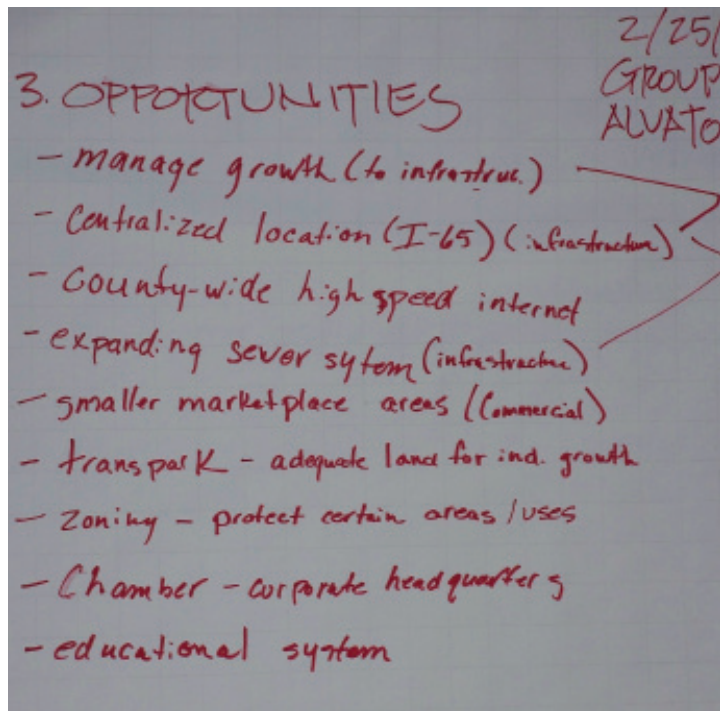 2/25/
GROUP
ALVATO
3. OPPORTUNITIES
- manage growth (to infrastruc.)
- Centralized location (I-65) (infrastructure)
- County-wide high speed internet
- expanding sewer sytem (infrastructure)
- smaller marketplace areas (Commercial)
- transpark - adequate land for ind. growth
- zoning - protect certain areas / uses
- Chamber - corporate headquarters
- educational system